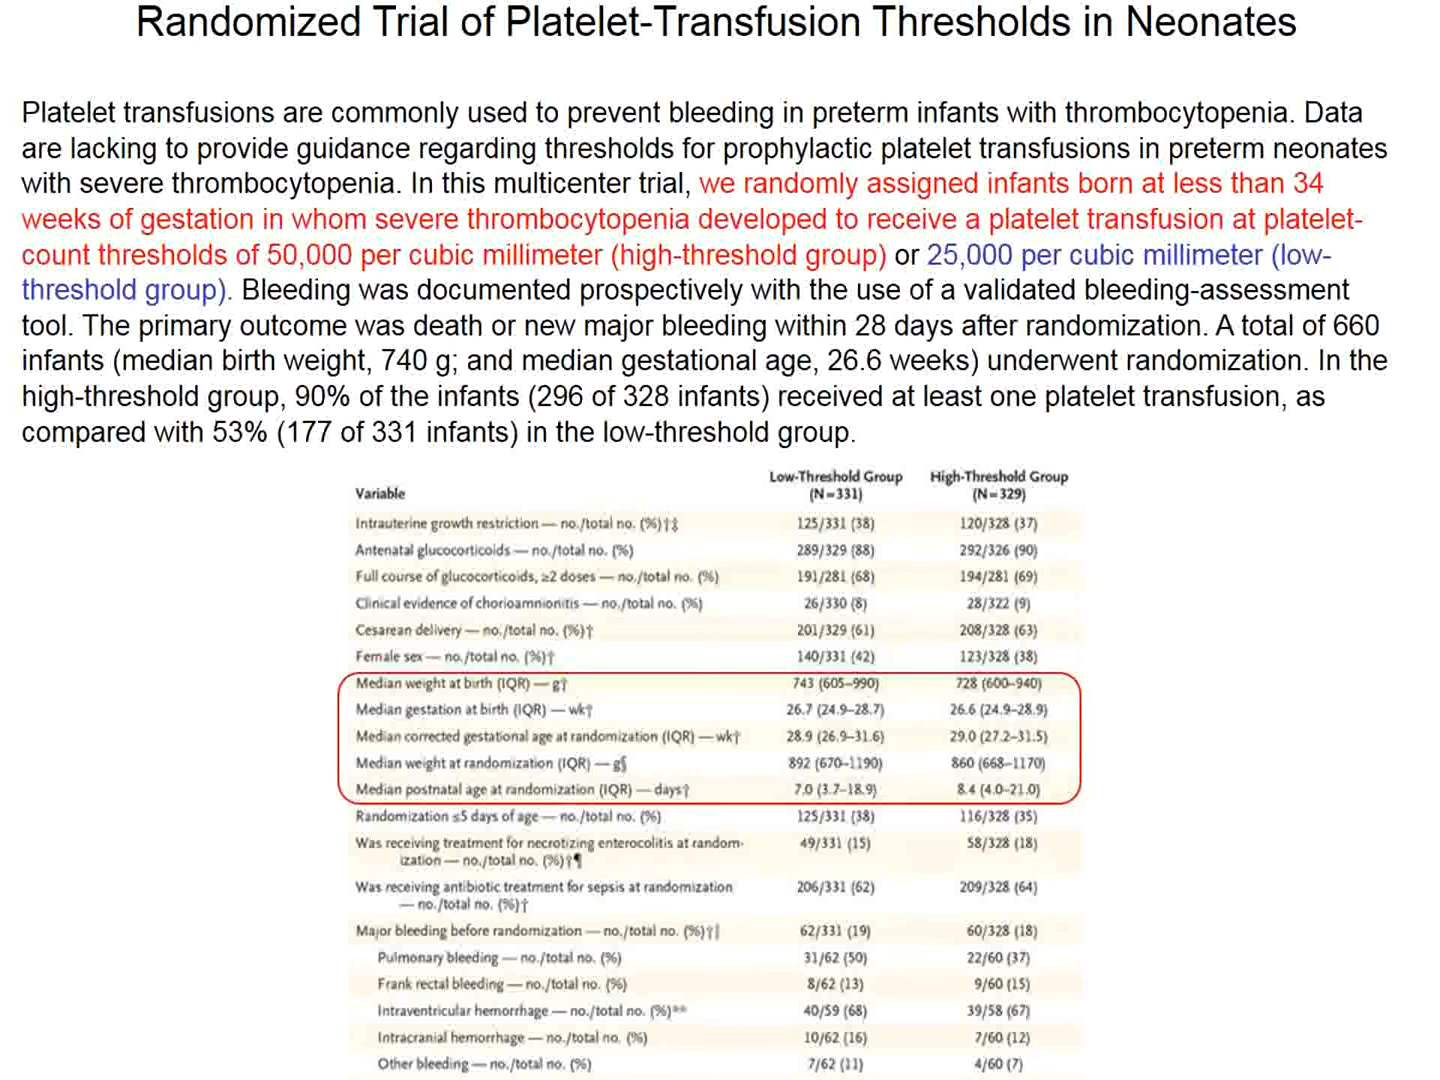 Randomized Trial of Platelet-Transfusion Thresholds in Neonates
Platelet transfusions are commonly used to prevent bleeding in preterm infants with thrombocytopenia. Data
are lacking to provide guidance regarding thresholds for prophylactic platelet transfusions in preterm neonates
with severe thrombocytopenia. In this multicenter trial, we randomly assigned infants born at less than 34
weeks of gestation in whom severe thrombocytopenia developed to receive a platelet transfusion at platelet-
count thresholds of 50,000 per cubic millimeter (high-threshold group) or 25,000 per cubic millimeter (low-
threshold group). Bleeding was documented prospectively with the use of a validated bleeding-assessment
tool. The primary outcome was death or new major bleeding within 28 days after randomization. A total of 660
infants (median birth weight, 740 g; and median gestational age, 26.6 weeks) underwent randomization. In the
high-threshold group, 90% of the infants (296 of 328 infants) received at least one platelet transfusion, as
compared with 53% (177 of 331 infants) in the low-threshold group.
Variable Low-Threshold Group (N=331) High-Threshold Group (N=329)
Intrauterine growth restriction — no./total no. (%)†‡ 125/331 (38) 120/328 (37)
Antenatal glucocorticoids — no./total no. (%) 289/329 (88) 292/326 (90)
Full course of glucocorticoids, ≥2 doses — no./total no. (%) 191/281 (68) 194/281 (69)
Clinical evidence of chorioamnionitis — no./total no. (%) 26/330 (8) 28/322 (9)
Cesarean delivery — no./total no. (%)† 201/329 (61) 208/328 (63)
Female sex — no./total no. (%)† 140/331 (42) 123/328 (38)
Median weight at birth (IQR) — g† 743 (605–990) 728 (600–940)
Median gestation at birth (IQR) — wk† 26.7 (24.9–28.7) 26.6 (24.9–28.9)
Median corrected gestational age at randomization (IQR) — wk† 28.9 (26.9–31.6) 29.0 (27.2–31.5)
Median weight at randomization (IQR) — g§ 892 (670–1190) 860 (668–1170)
Median postnatal age at randomization (IQR) — days† 7.0 (3.7–18.9) 8.4 (4.0–21.0)
Randomization ≤5 days of age — no./total no. (%) 125/331 (38) 116/328 (35)
Was receiving treatment for necrotizing enterocolitis at random- 49/331 (15) 58/328 (18)
ization — no./total no. (%)†¶
Was receiving antibiotic treatment for sepsis at randomization 206/331 (62) 209/328 (64)
— no./total no. (%)†
Major bleeding before randomization — no./total no. (%)†‖ 62/331 (19) 60/328 (18)
Pulmonary bleeding — no./total no. (%) 31/62 (50) 22/60 (37)
Frank rectal bleeding — no./total no. (%) 8/62 (13) 9/60 (15)
Intraventricular hemorrhage — no./total no. (%)** 40/59 (68) 39/58 (67)
Intracranial hemorrhage — no./total no. (%) 10/62 (16) 7/60 (12)
Other bleeding — no./total no. (%) 7/62 (11) 4/60 (7)